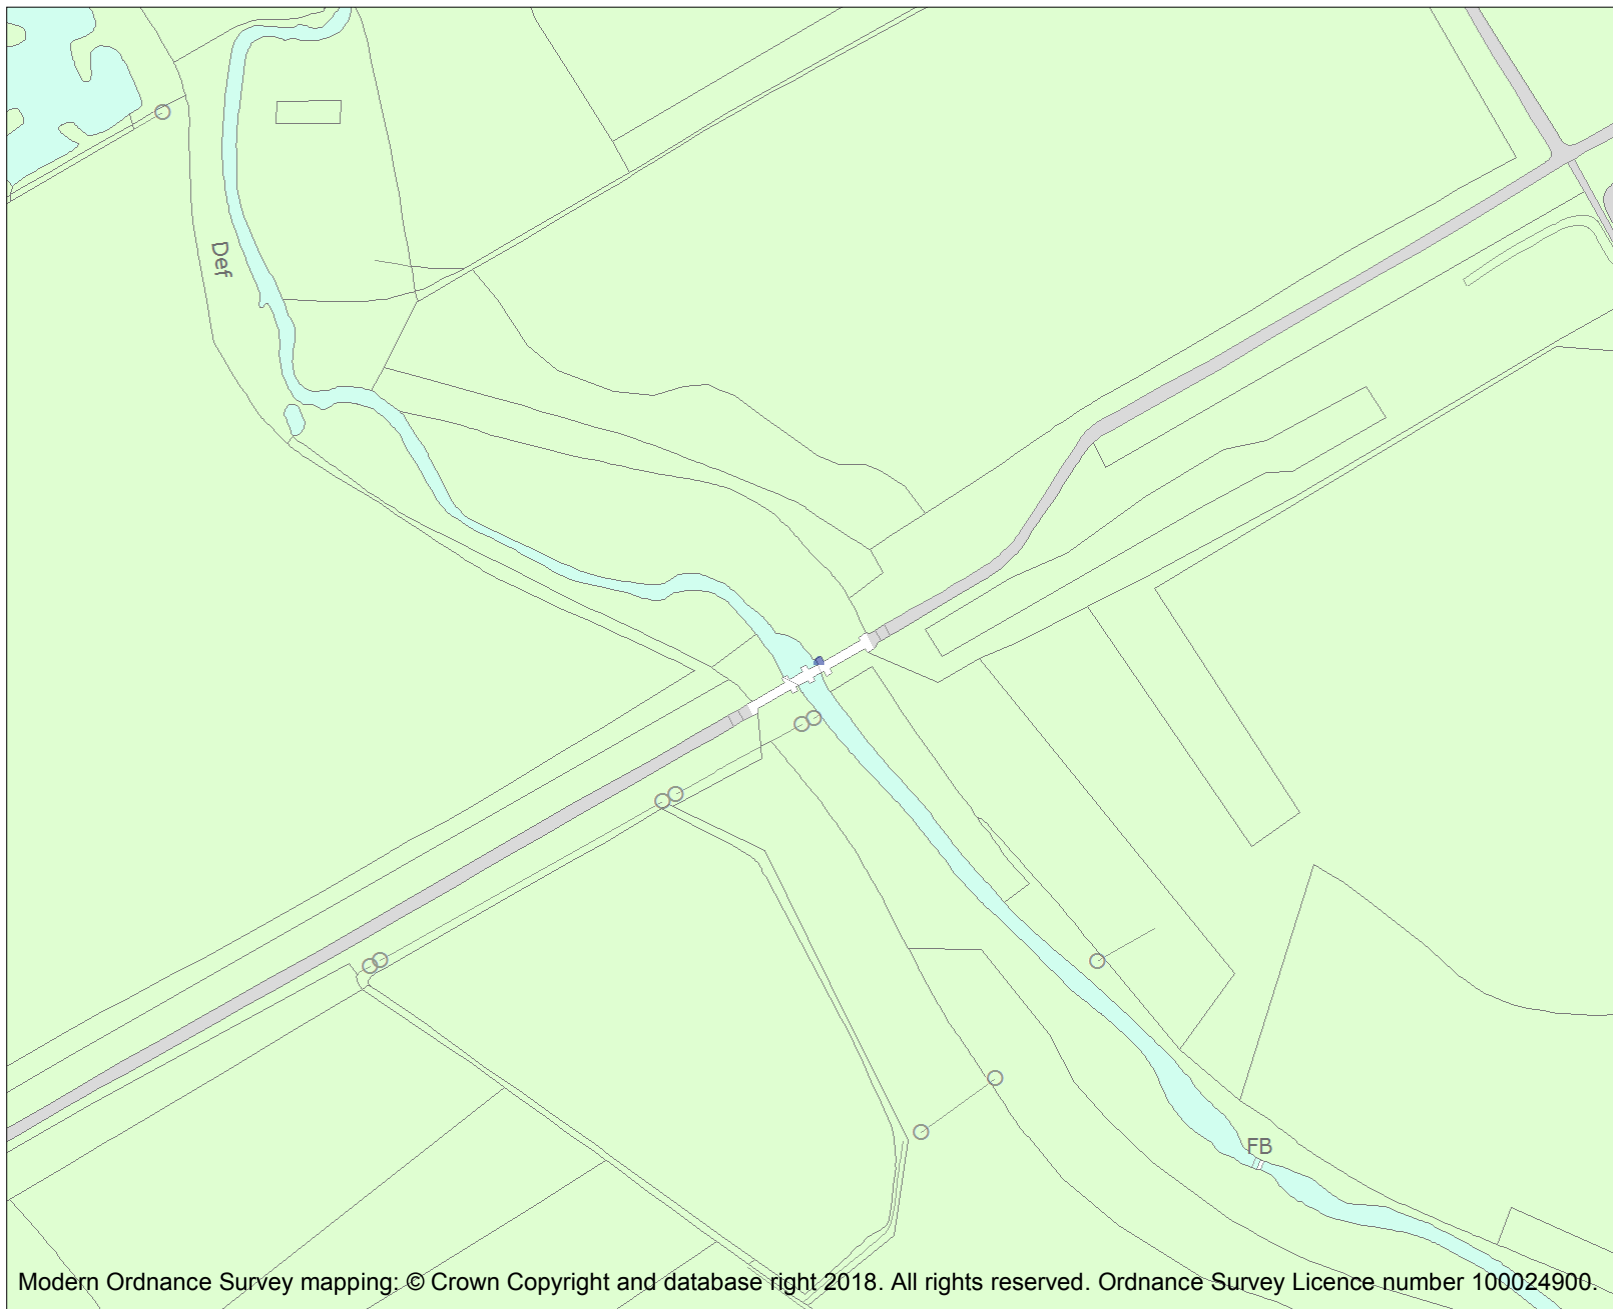 Def
FB
Modern Ordnance Survey mapping: © Crown Copyright and database right 2018. All rights reserved. Ordnance Survey Licence number 100024900.